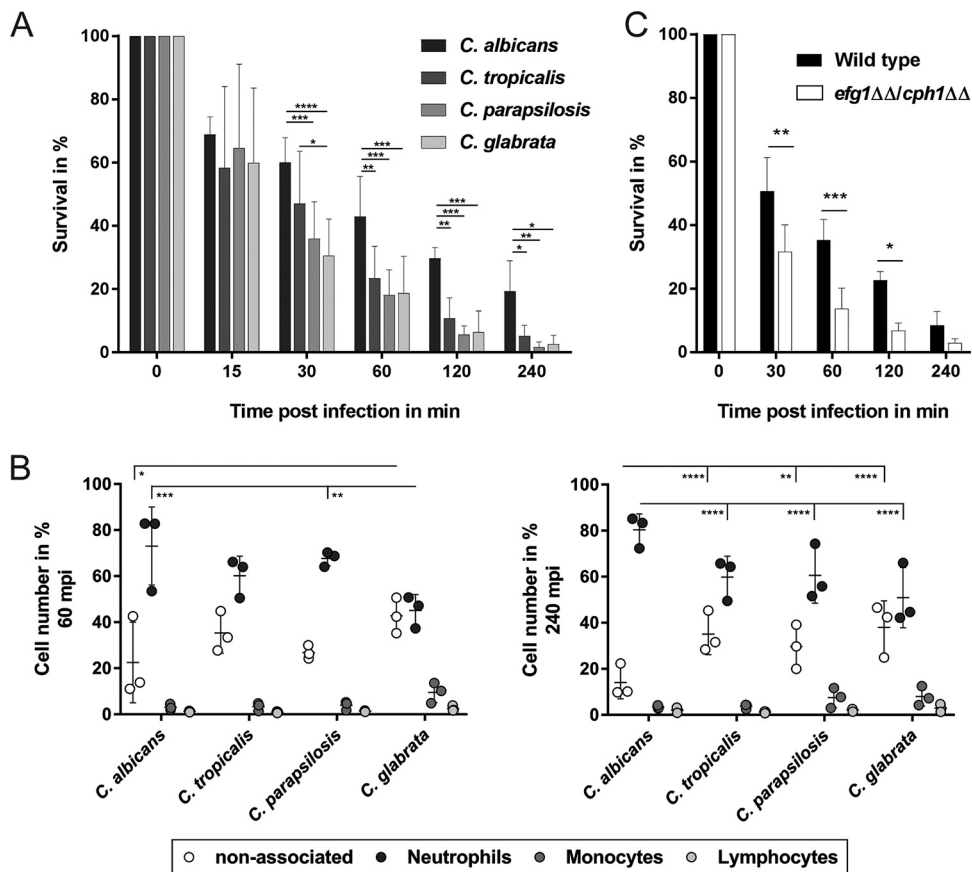 A
Survival in %
100
80
60
40
20
0
C. albicans
C. tropicalis
C. parapsilosis
C. glabrata
****
***
*
***
***
**
***
***
**
*
**
*
0 15 30 60 120 240
Time post infection in min
C
Survival in %
100
80
60
40
20
0
Wild type
efg1ΔΔ/cph1ΔΔ
**
***
*
0 30 60 120 240
Time post infection in min
B
Cell number in %
60 mpi
100
80
60
40
20
0
*
***
**
C. albicans
C. tropicalis
C. parapsilosis
C. glabrata
Cell number in %
240 mpi
100
80
60
40
20
0
**** ** ****
**** **** ****
C. albicans
C. tropicalis
C. parapsilosis
C. glabrata
non-associated Neutrophils Monocytes Lymphocytes